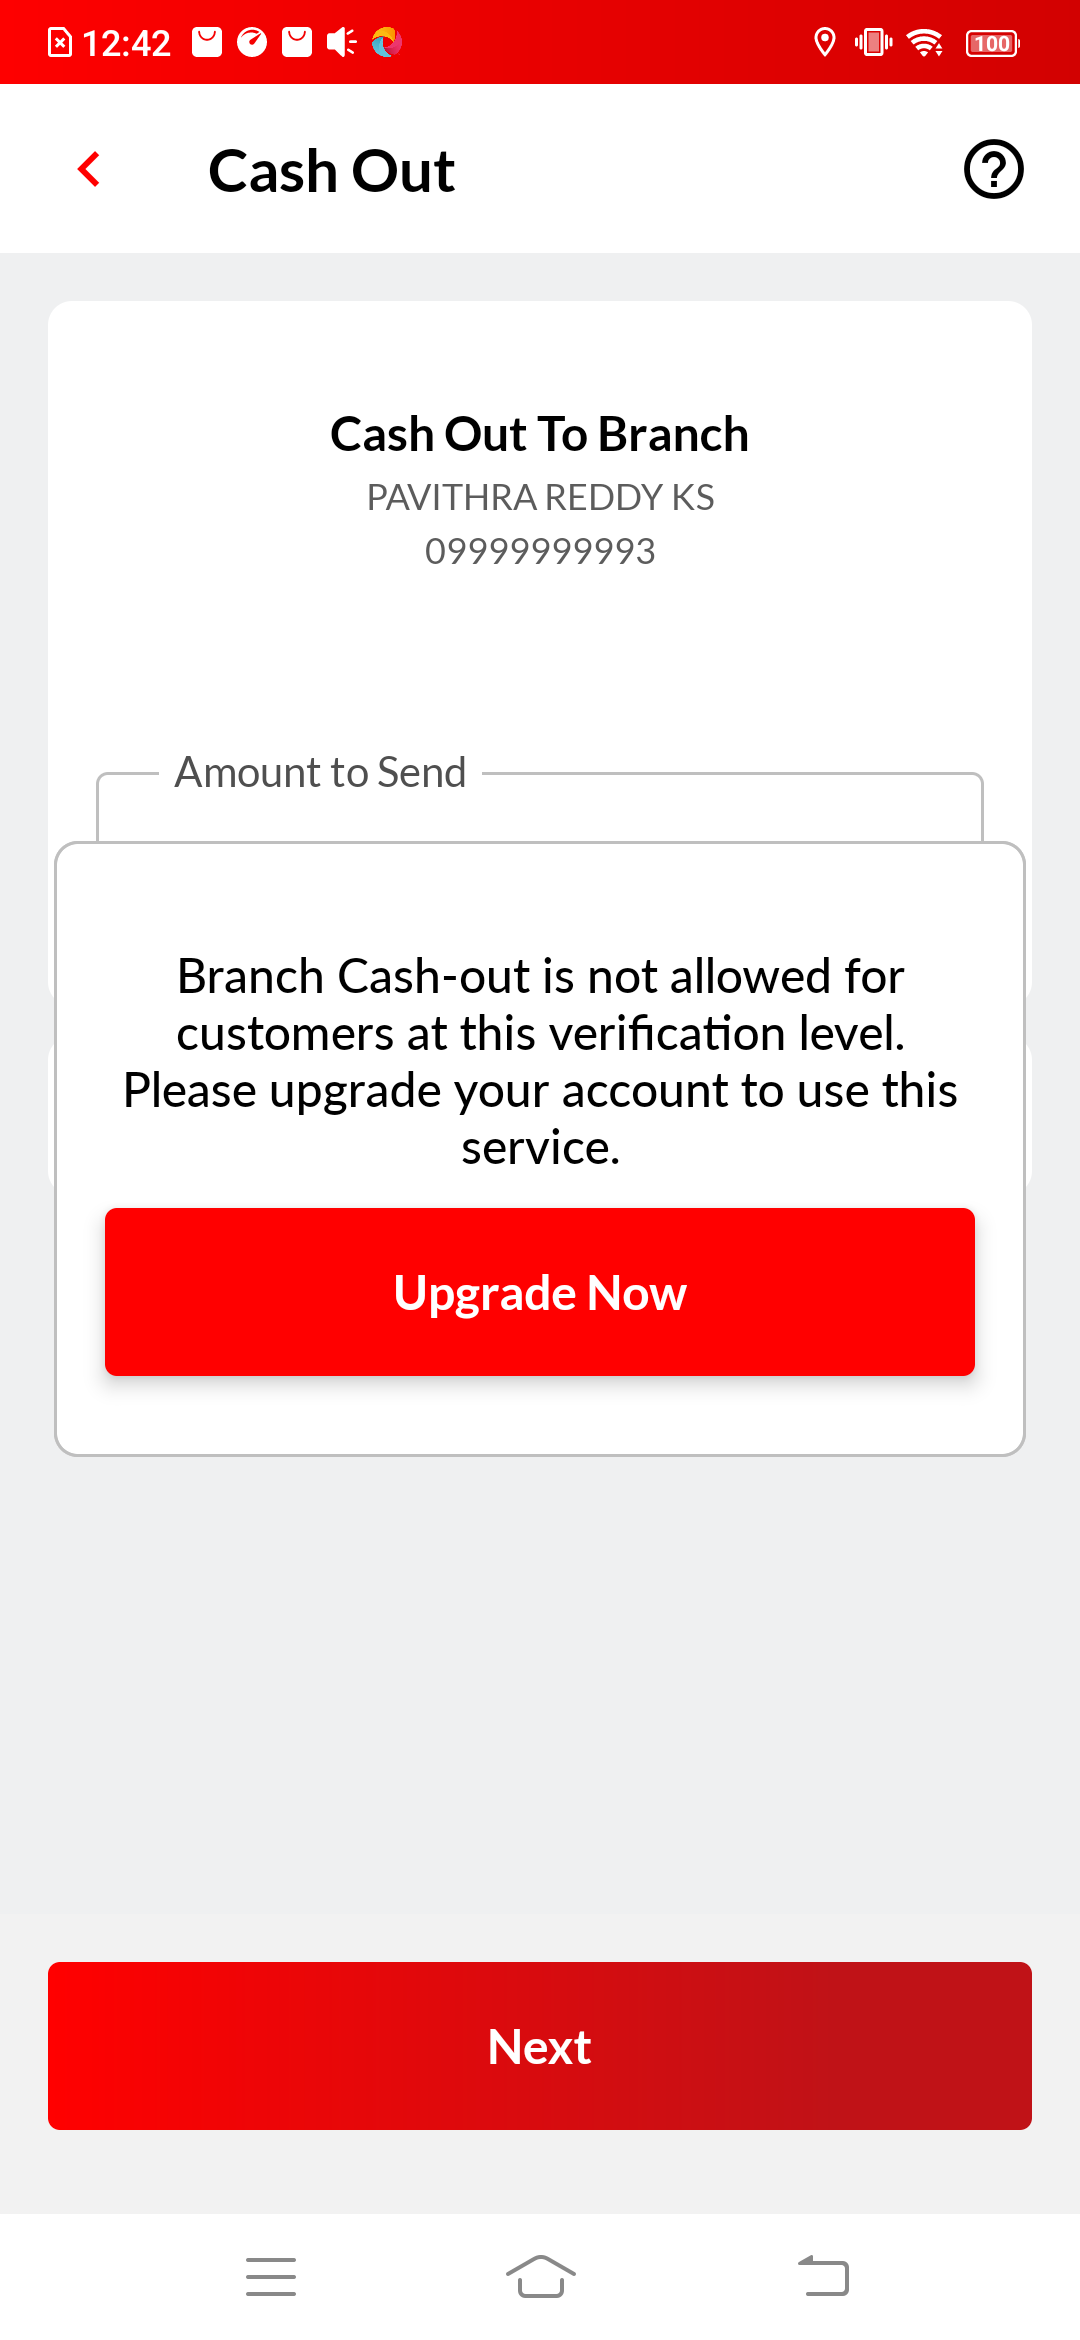 12:42
100
Cash Out
Cash Out To Branch
PAVITHRA REDDY KS
09999999993
Amount to Send
Branch Cash-out is not allowed for
customers at this verification level.
Please upgrade your account to use this
service.
Upgrade Now
Next